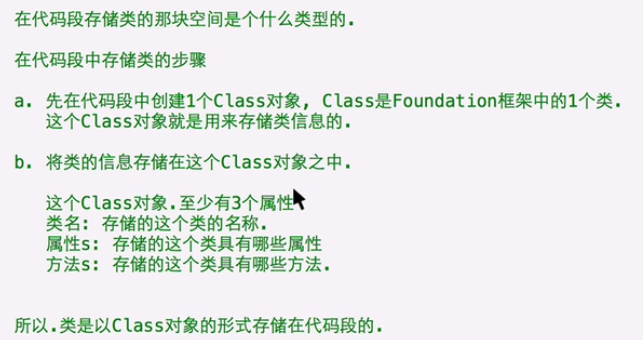 在代码段存储类的那块空间是个什么类型的.
在代码段中存储类的步骤
a. 先在代码段中创建1个Class对象, Class是Foundation框架中的1个类.
这个Class对象就是用来存储类信息的.
b. 将类的信息存储在这个Class对象之中.
这个Class对象.至少有3个属性
类名: 存储的这个类的名称.
属性s: 存储的这个类具有哪些属性
方法s: 存储的这个类具有哪些方法.
所以.类是以Class对象的形式存储在代码段的.